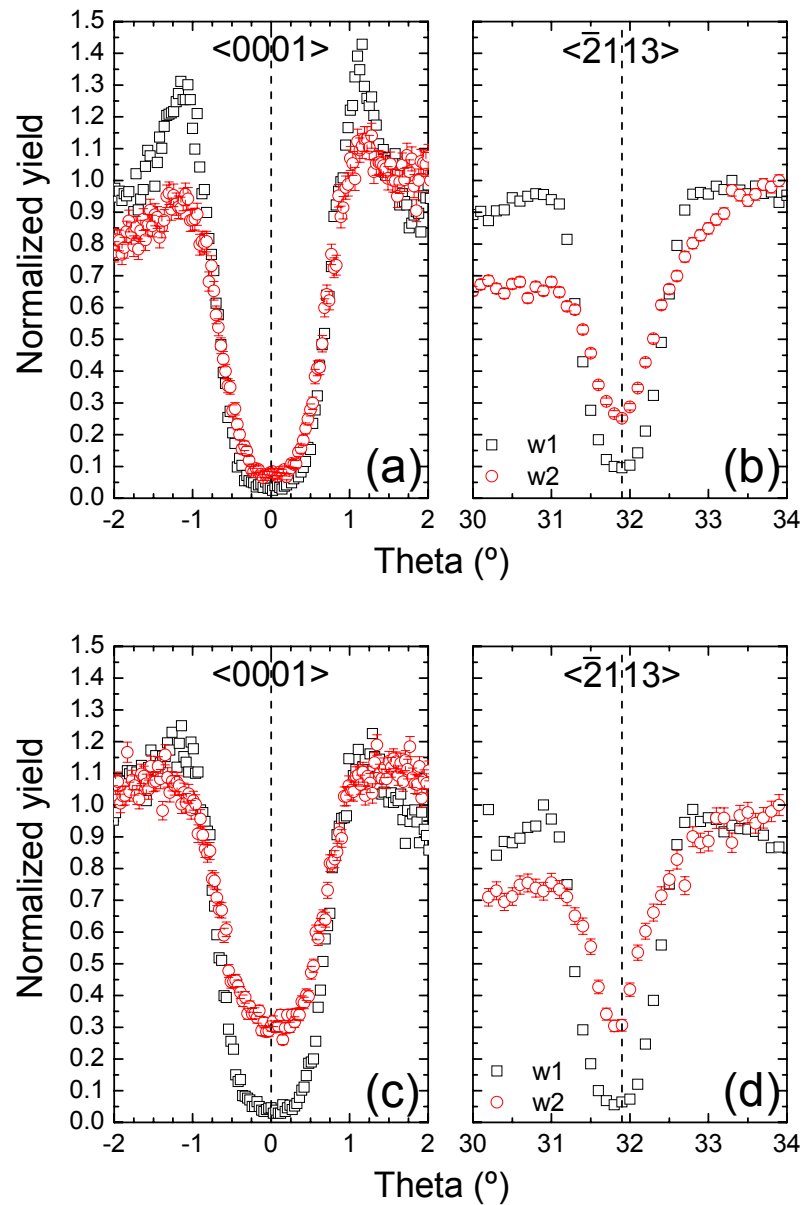 <0001>
<2̅113>
Normalized yield
1.5
1.4
1.3
1.2
1.1
1.0
0.9
0.8
0.7
0.6
0.5
0.4
0.3
0.2
0.1
0.0
(a)
w1
w2
(b)
-2 -1 0 1 2
30 31 32 33 34
Theta (º)
Theta (º)
<0001>
<2̅113>
Normalized yield
1.5
1.4
1.3
1.2
1.1
1.0
0.9
0.8
0.7
0.6
0.5
0.4
0.3
0.2
0.1
0.0
(c)
w1
w2
(d)
-2 -1 0 1 2
30 31 32 33 34
Theta (º)
Theta (º)